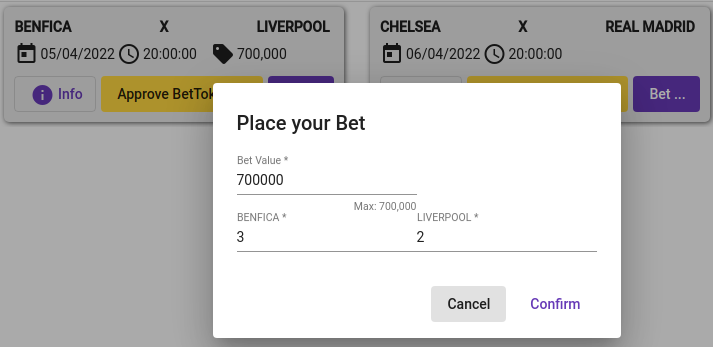 BENFICA X LIVERPOOL
05/04/2022 20:00:00 700,000
Info Approve BetTok
CHELSEA X REAL MADRID
06/04/2022 20:00:00
Bet ...
Place your Bet
Bet Value *
700000
Max: 700,000
BENFICA * LIVERPOOL *
3 2
Cancel Confirm